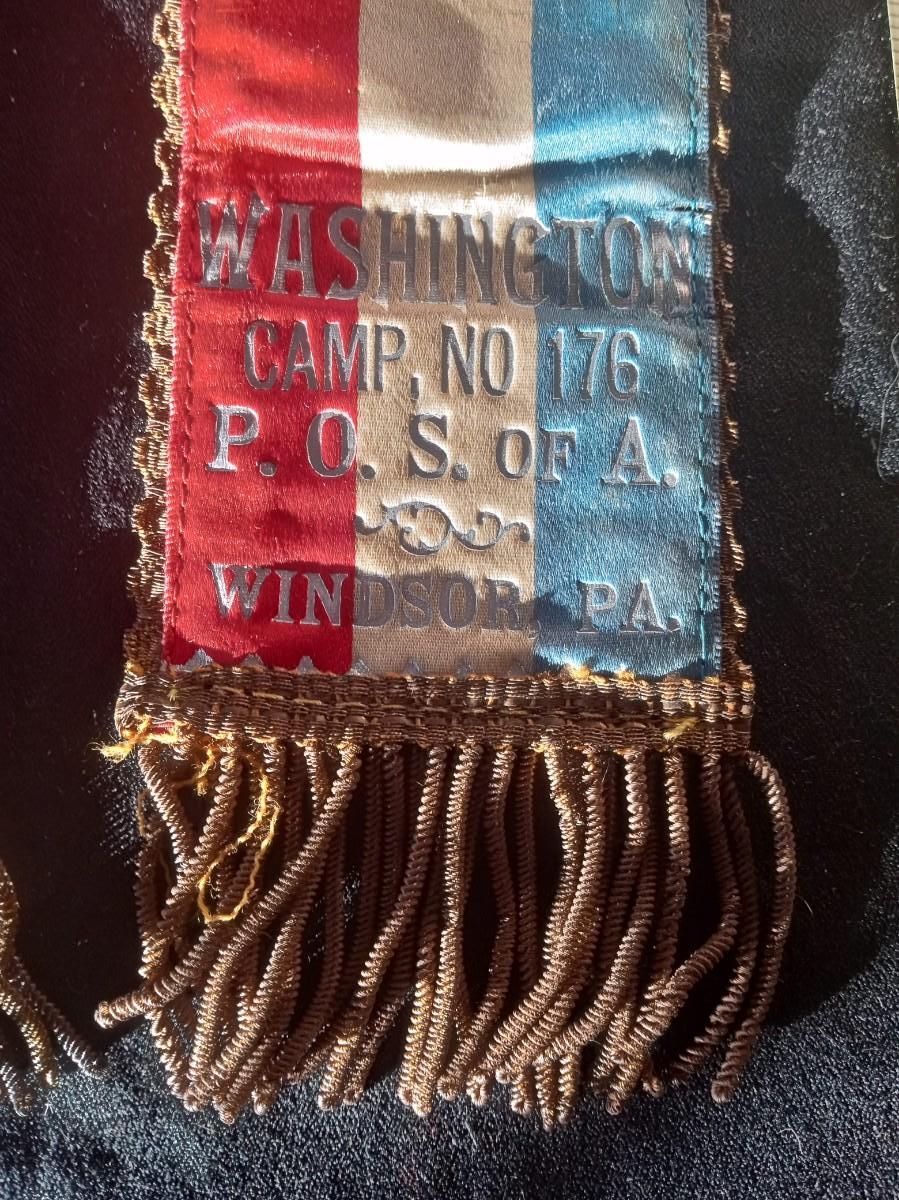 WASHINGTON
CAMP, NO 176
P. O. S. OF A.
WINDSOR, PA.